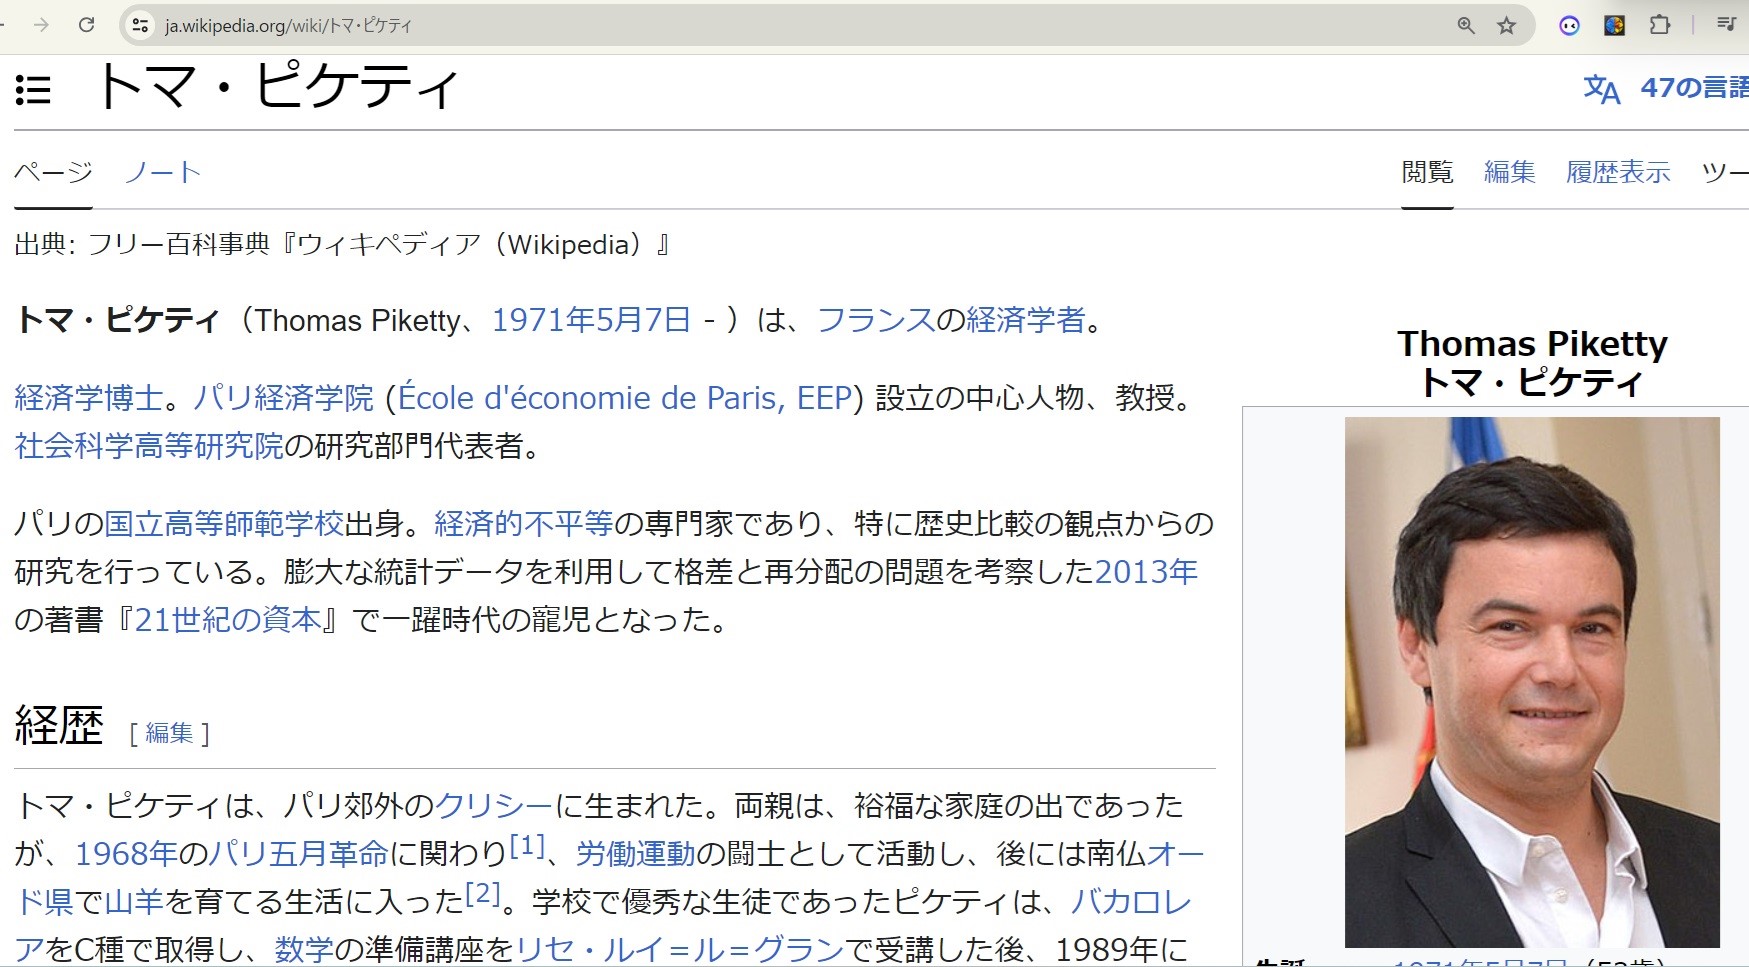 ja.wikipedia.org/wiki/トマ・ピケティ
トマ・ピケティ
47の言語
ページ ノート
閲覧 編集 履歴表示 ツー
出典: フリー百科事典『ウィキペディア（Wikipedia）』
トマ・ピケティ（Thomas Piketty、1971年5月7日 - ）は、フランスの経済学者。
経済学博士。パリ経済学院 (École d'économie de Paris, EEP) 設立の中心人物、教授。
社会科学高等研究院の研究部門代表者。
パリの国立高等師範学校出身。経済的不平等の専門家であり、特に歴史比較の観点からの
研究を行っている。膨大な統計データを利用して格差と再分配の問題を考察した2013年
の著書『21世紀の資本』で一躍時代の寵児となった。
経歴 [ 編集 ]
トマ・ピケティは、パリ郊外のクリシーに生まれた。両親は、裕福な家庭の出であった
が、1968年のパリ五月革命に関わり[1]、労働運動の闘士として活動し、後には南仏オー
ド県で山羊を育てる生活に入った[2]。学校で優秀な生徒であったピケティは、バカロレ
アをC種で取得し、数学の準備講座をリセ・ルイ＝ル＝グランで受講した後、1989年に
Thomas Piketty
トマ・ピケティ
生誕 1971年5月7日（53歳）